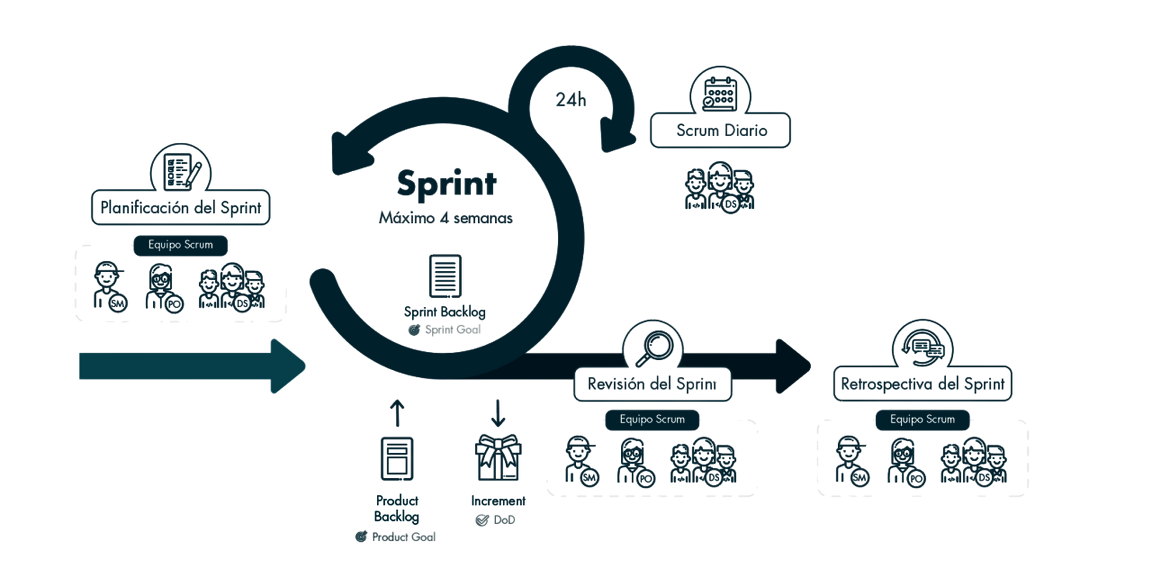 24h
Scrum Diario
DS
Sprint
Máximo 4 semanas
Planificación del Sprint
Equipo Scrum
SM
PO
DS
Sprint Backlog
Sprint Goal
Revisión del Sprint
Equipo Scrum
SM
PO
DS
Retrospectiva del Sprint
Equipo Scrum
SM
PO
DS
Product
Backlog
Product Goal
Increment
DoD